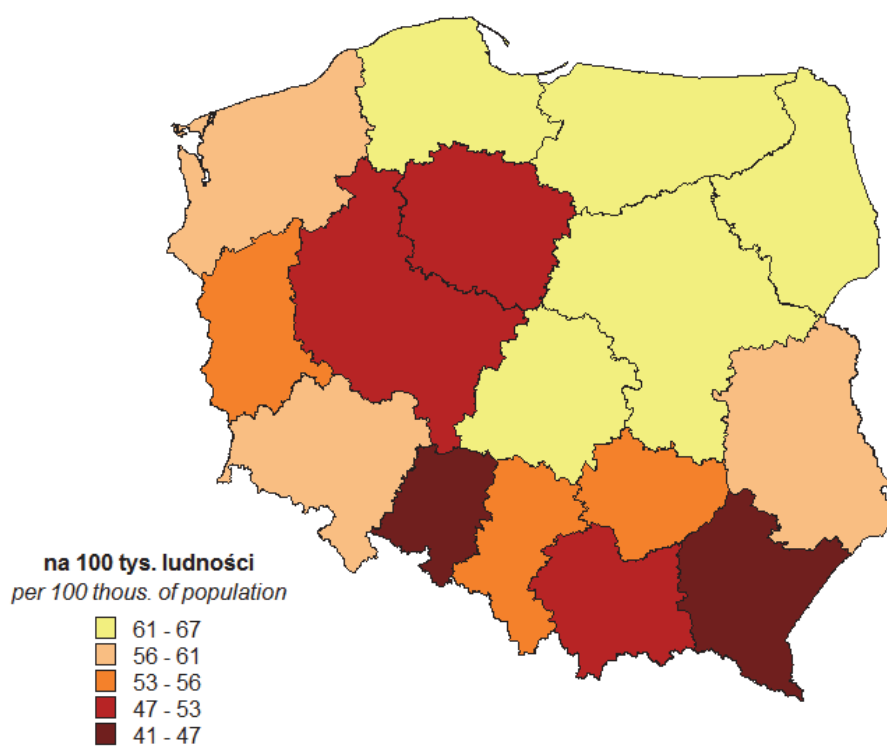 na 100 tys. ludności
per 100 thous. of population
61 - 67
56 - 61
53 - 56
47 - 53
41 - 47